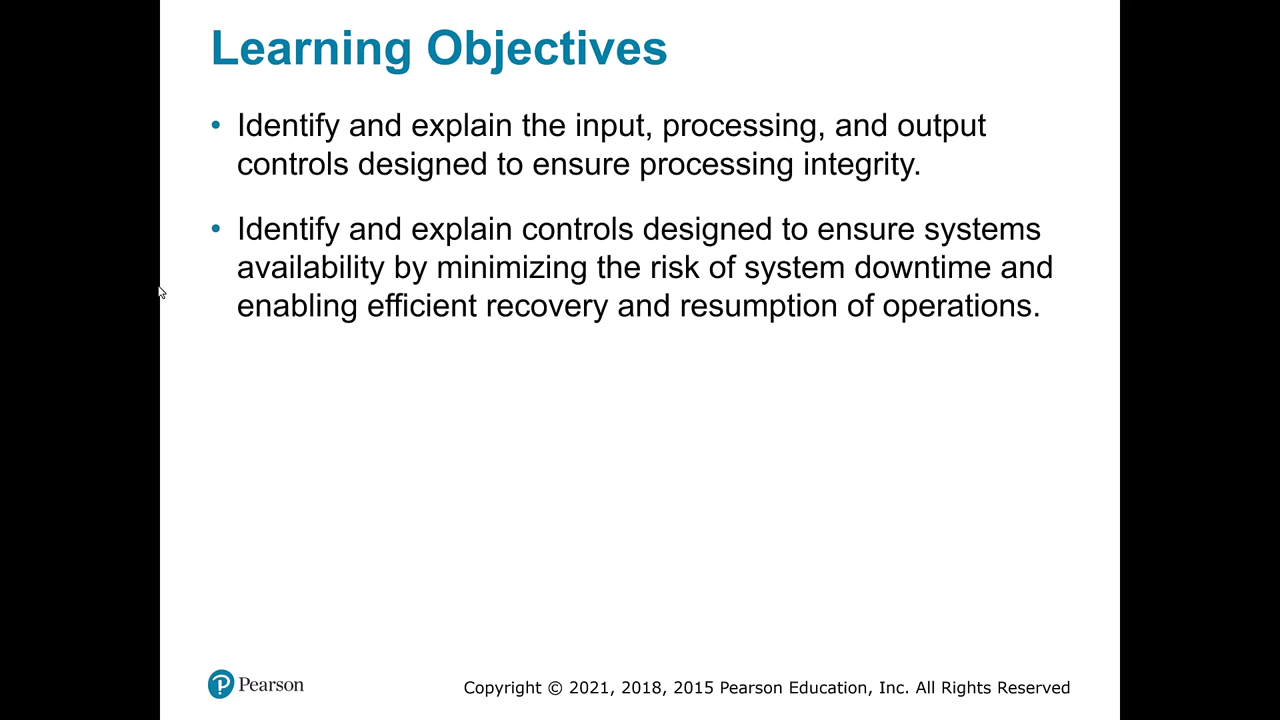 Learning Objectives
• Identify and explain the input, processing, and output
controls designed to ensure processing integrity.
• Identify and explain controls designed to ensure systems
availability by minimizing the risk of system downtime and
enabling efficient recovery and resumption of operations.
Pearson
Copyright © 2021, 2018, 2015 Pearson Education, Inc. All Rights Reserved